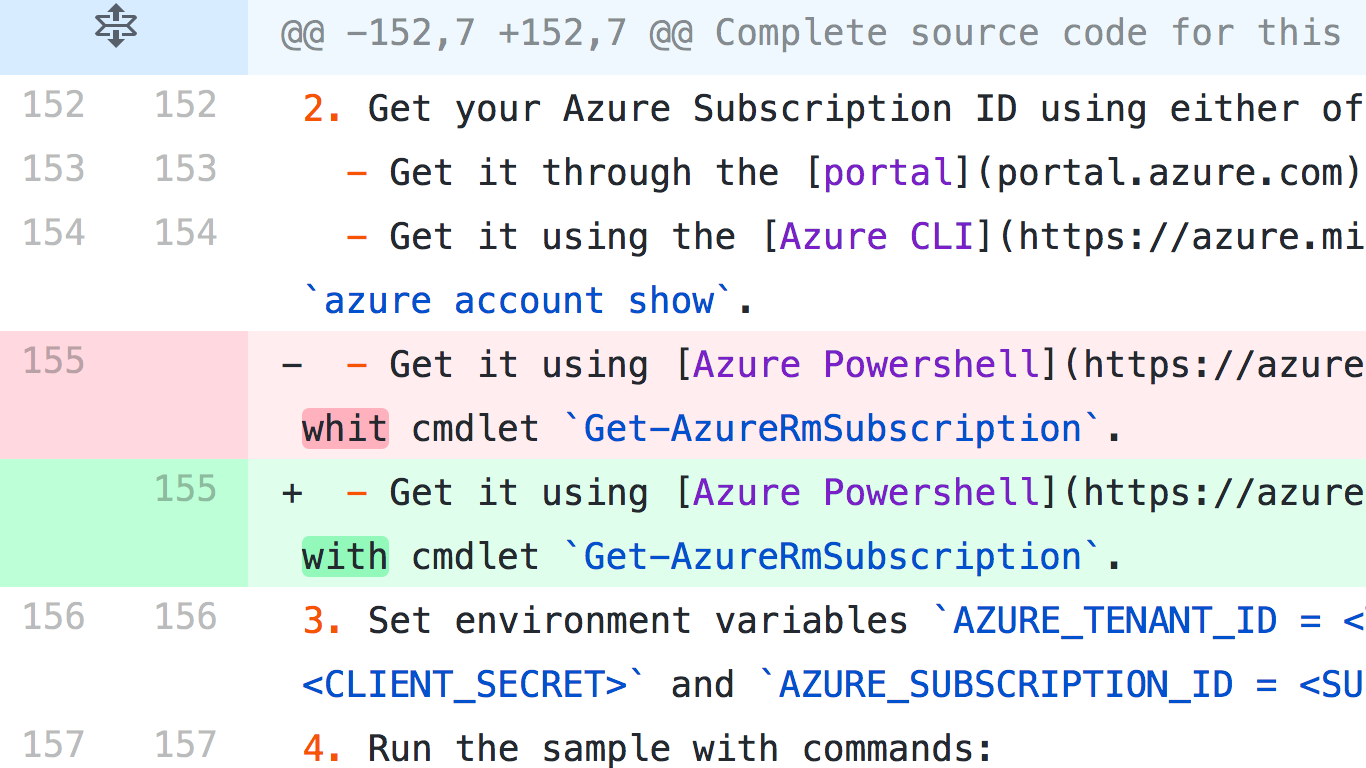 @@ -152,7 +152,7 @@ Complete source code for this
152 152 2. Get your Azure Subscription ID using either of
153 153 - Get it through the [portal](portal.azure.com)
154 154 - Get it using the [Azure CLI](https://azure.mi
`azure account show`.
155 - - Get it using [Azure Powershell](https://azure
whit cmdlet `Get-AzureRmSubscription`.
155 + - Get it using [Azure Powershell](https://azure
with cmdlet `Get-AzureRmSubscription`.
156 156 3. Set environment variables `AZURE_TENANT_ID = <
<CLIENT_SECRET>` and `AZURE_SUBSCRIPTION_ID = <SU
157 157 4. Run the sample with commands: